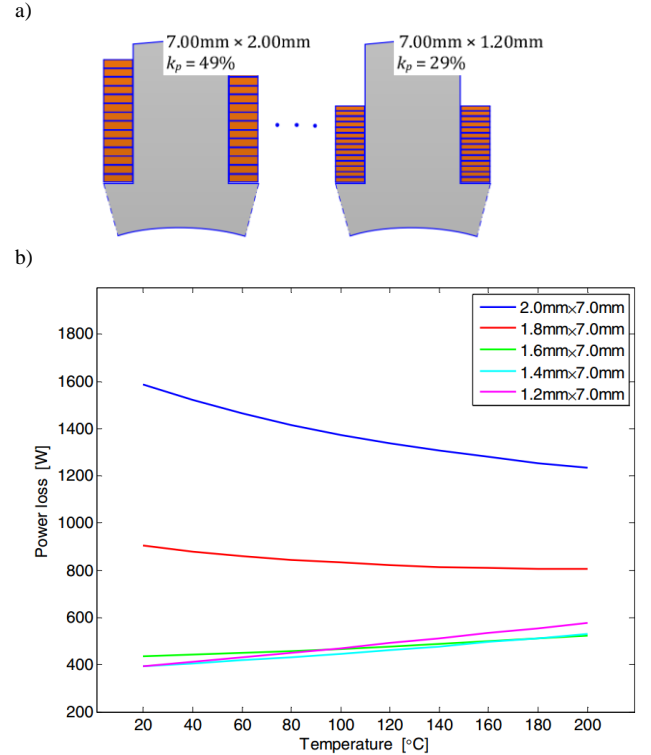 a)
7.00mm × 2.00mm
k_p = 49%
7.00mm × 1.20mm
k_p = 29%
b)
2.0mm×7.0mm
1.8mm×7.0mm
1.6mm×7.0mm
1.4mm×7.0mm
1.2mm×7.0mm
Power loss [W]
1800
1600
1400
1200
1000
800
600
400
200
20 40 60 80 100 120 140 160 180 200
Temperature [°C]